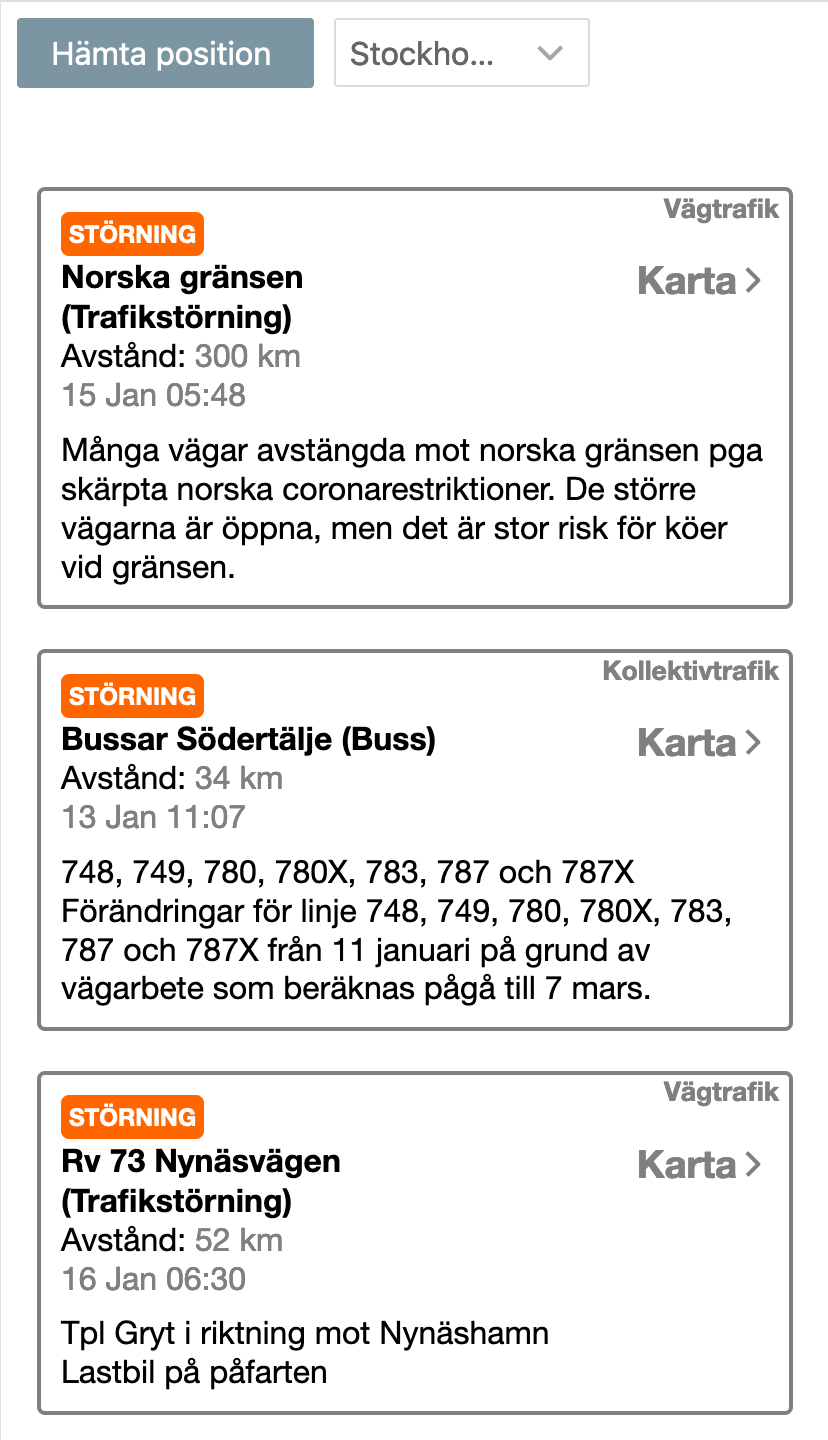 Hämta position
Stockho...
Vägtrafik
STÖRNING
Norska gränsen
(Trafikstörning)
Karta
Avstånd: 300 km
15 Jan 05:48
Många vägar avstängda mot norska gränsen pga
skärpta norska coronarestriktioner. De större
vägarna är öppna, men det är stor risk för köer
vid gränsen.
Kollektivtrafik
STÖRNING
Bussar Södertälje (Buss)
Karta
Avstånd: 34 km
13 Jan 11:07
748, 749, 780, 780X, 783, 787 och 787X
Förändringar för linje 748, 749, 780, 780X, 783,
787 och 787X från 11 januari på grund av
vägarbete som beräknas pågå till 7 mars.
Vägtrafik
STÖRNING
Rv 73 Nynäsvägen
(Trafikstörning)
Karta
Avstånd: 52 km
16 Jan 06:30
Tpl Gryt i riktning mot Nynäshamn
Lastbil på påfarten